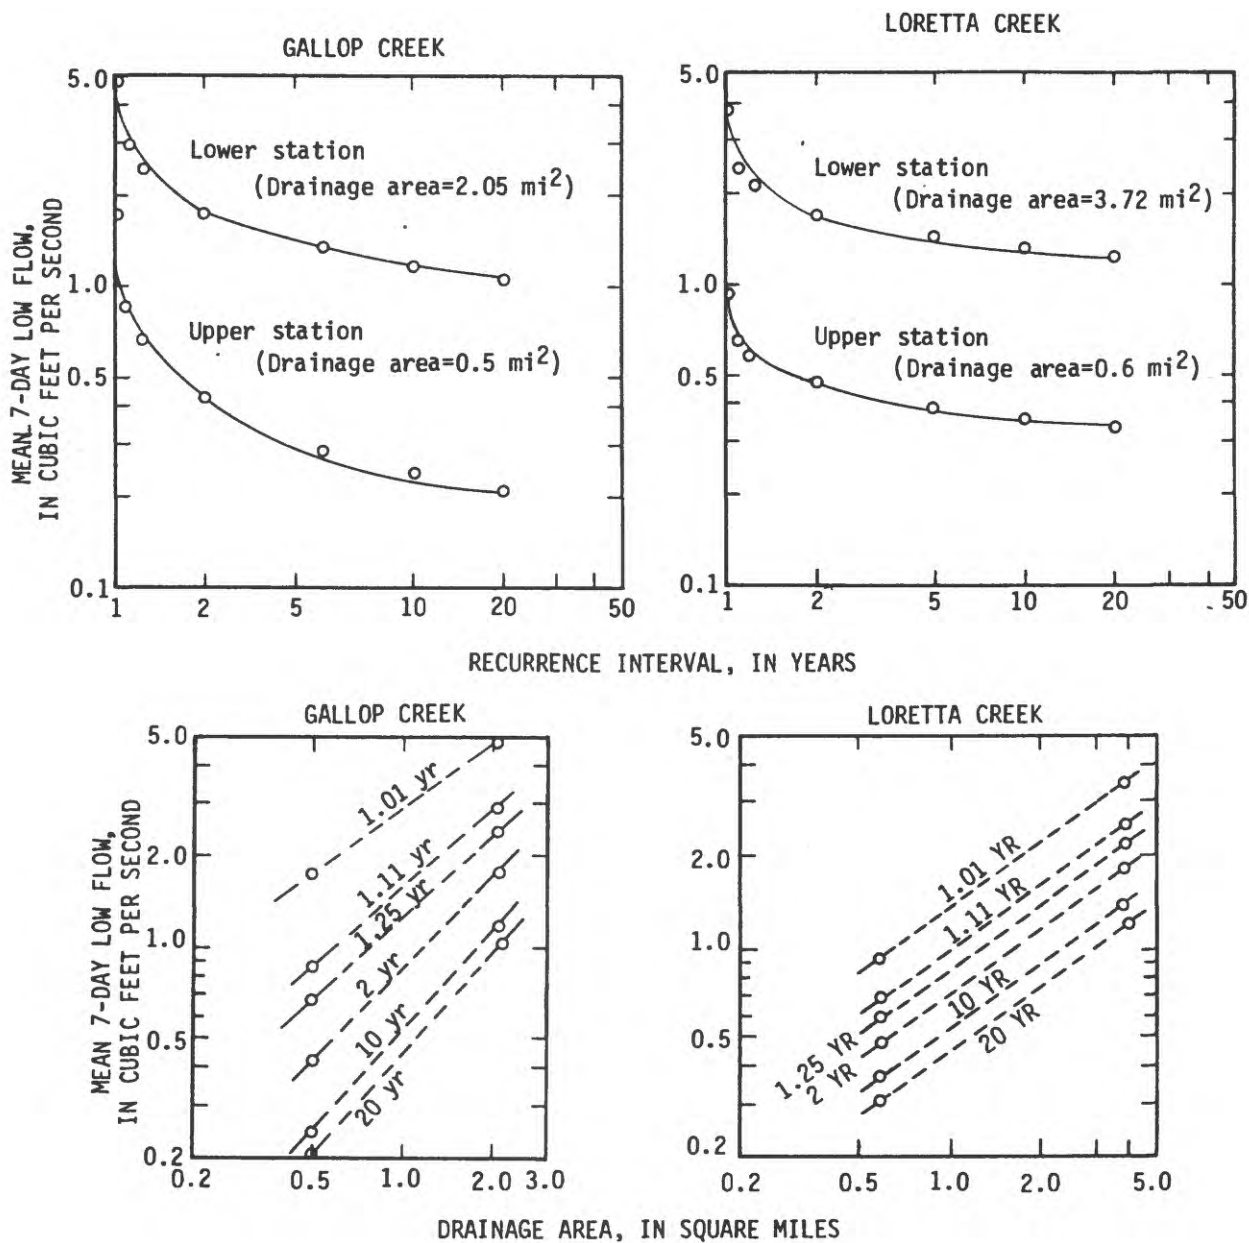 GALLOP CREEK
LORETTA CREEK
MEAN 7-DAY LOW FLOW,
IN CUBIC FEET PER SECOND
5.0
1.0
0.5
0.1
Lower station
(Drainage area=2.05 mi²)
Upper station
(Drainage area=0.5 mi²)
1 2 5 10 20 50
5.0
1.0
0.5
0.1
Lower station
(Drainage area=3.72 mi²)
Upper station
(Drainage area=0.6 mi²)
1 2 5 10 20 50
RECURRENCE INTERVAL, IN YEARS
GALLOP CREEK
LORETTA CREEK
MEAN 7-DAY LOW FLOW,
IN CUBIC FEET PER SECOND
5.0
2.0
1.0
0.5
0.2
1.01 yr
1.11 yr
1.25 yr
2 yr
10 yr
20 yr
0.2 0.5 1.0 2.0 3.0
5.0
2.0
1.0
0.5
0.2
1.01 YR
1.11 YR
1.25 YR
2 YR
10 YR
20 YR
0.2 0.5 1.0 2.0 5.0
DRAINAGE AREA, IN SQUARE MILES